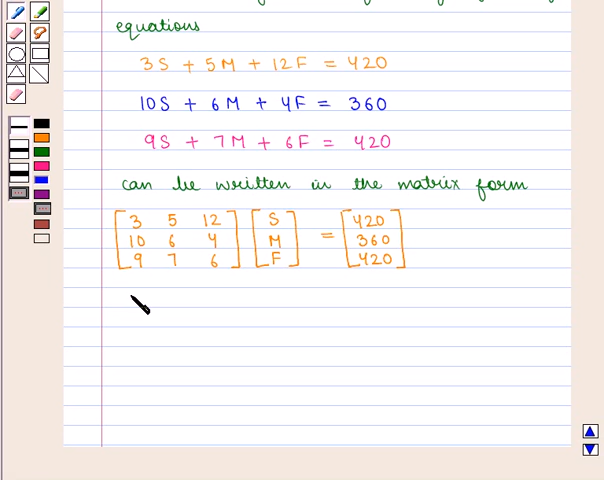 equations
3S + 5M + 12F = 420
10S + 6M + 4F = 360
9S + 7M + 6F = 420
can be written in the matrix form
[3 5 12] [S] = [420]
[10 6 4] [M] [360]
[9 7 6] [F] [420]